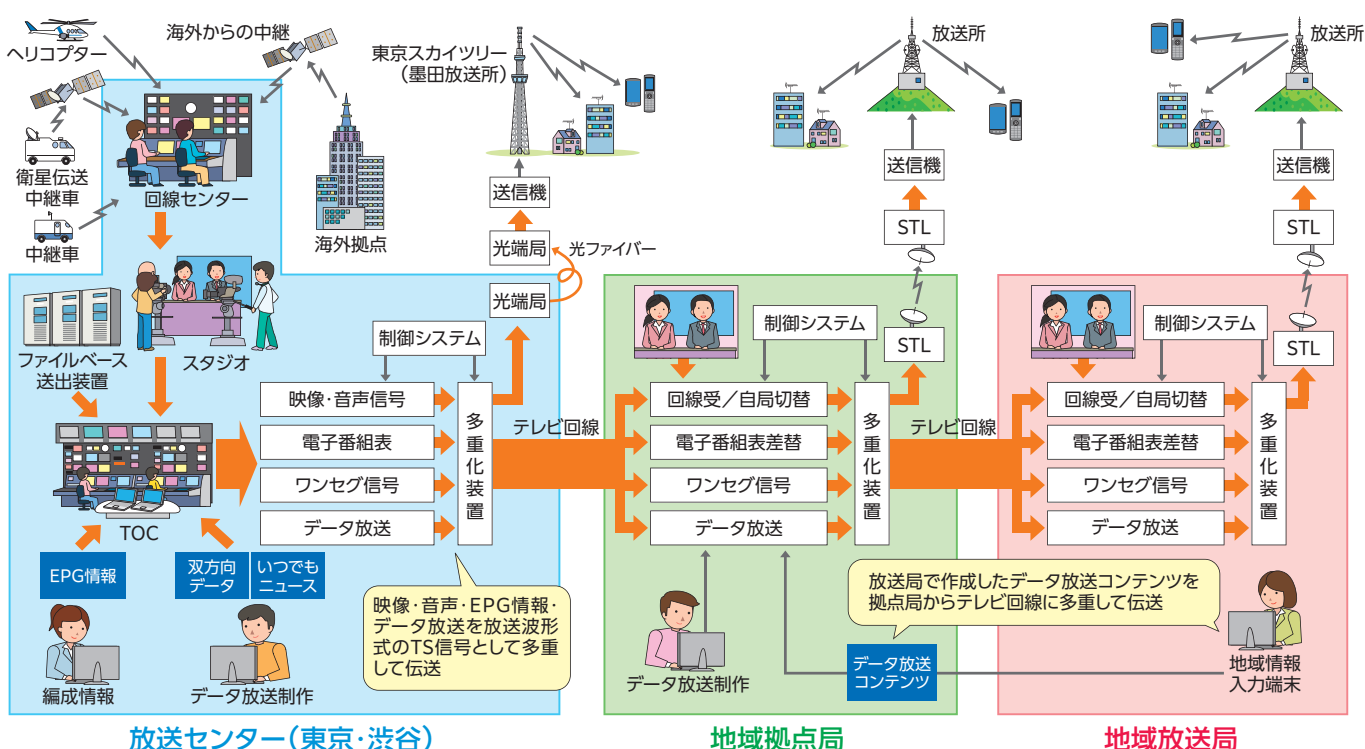 ヘリコプター
海外からの中継
衛星伝送
中継車
中継車
回線センター
海外拠点
東京スカイツリー
(墨田放送所)
送信機
光端局
光ファイバー
光端局
放送所
送信機
STL
STL
放送所
送信機
STL
STL
ファイルベース
送出装置
スタジオ
TOC
制御システム
映像・音声信号
電子番組表
ワンセグ信号
データ放送
多重化装置
EPG情報
双方向
データ
いつでも
ニュース
編成情報
データ放送制作
映像・音声・EPG情報・
データ放送を放送波形
式のTS信号として多重
して伝送
放送センター(東京・渋谷)
テレビ回線
制御システム
回線受/自局切替
電子番組表差替
ワンセグ信号
データ放送
多重化装置
データ放送制作
データ放送
コンテンツ
地域拠点局
テレビ回線
制御システム
回線受/自局切替
電子番組表差替
ワンセグ信号
データ放送
多重化装置
放送局で作成したデータ放送コンテンツを
拠点局からテレビ回線に多重して伝送
地域情報
入力端末
地域放送局